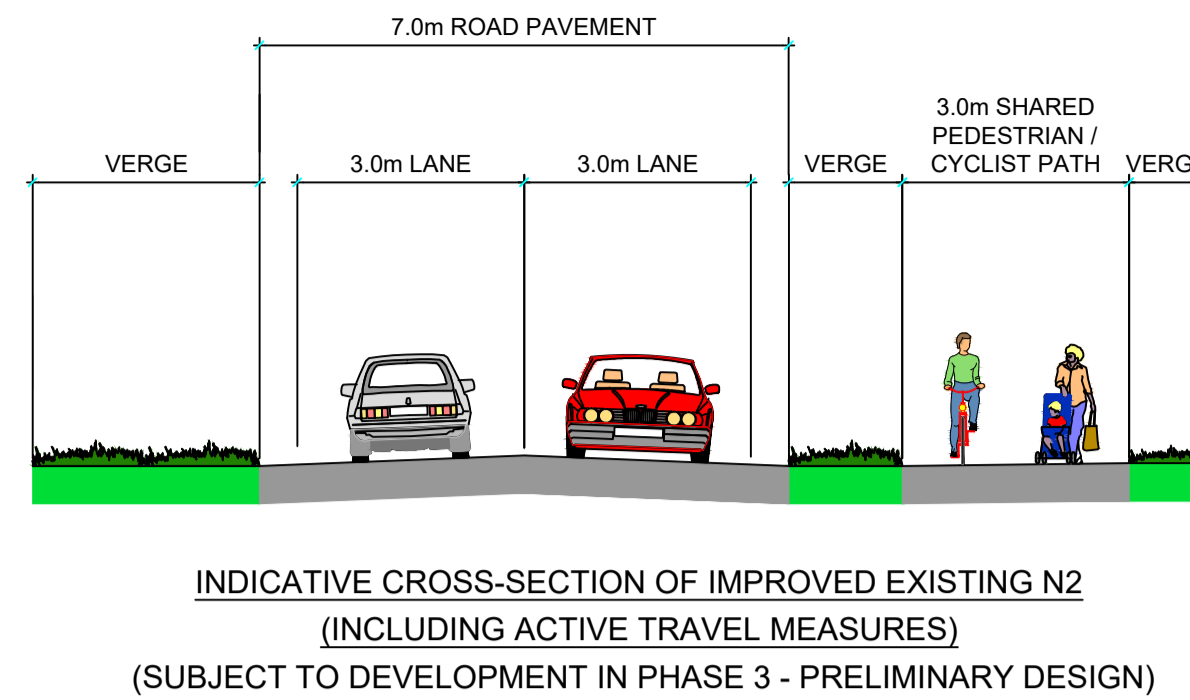 7.0m ROAD PAVEMENT
3.0m SHARED
PEDESTRIAN /
VERGE 3.0m LANE 3.0m LANE VERGE CYCLIST PATH VERG
INDICATIVE CROSS-SECTION OF IMPROVED EXISTING N2
(INCLUDING ACTIVE TRAVEL MEASURES)
(SUBJECT TO DEVELOPMENT IN PHASE 3 - PRELIMINARY DESIGN)